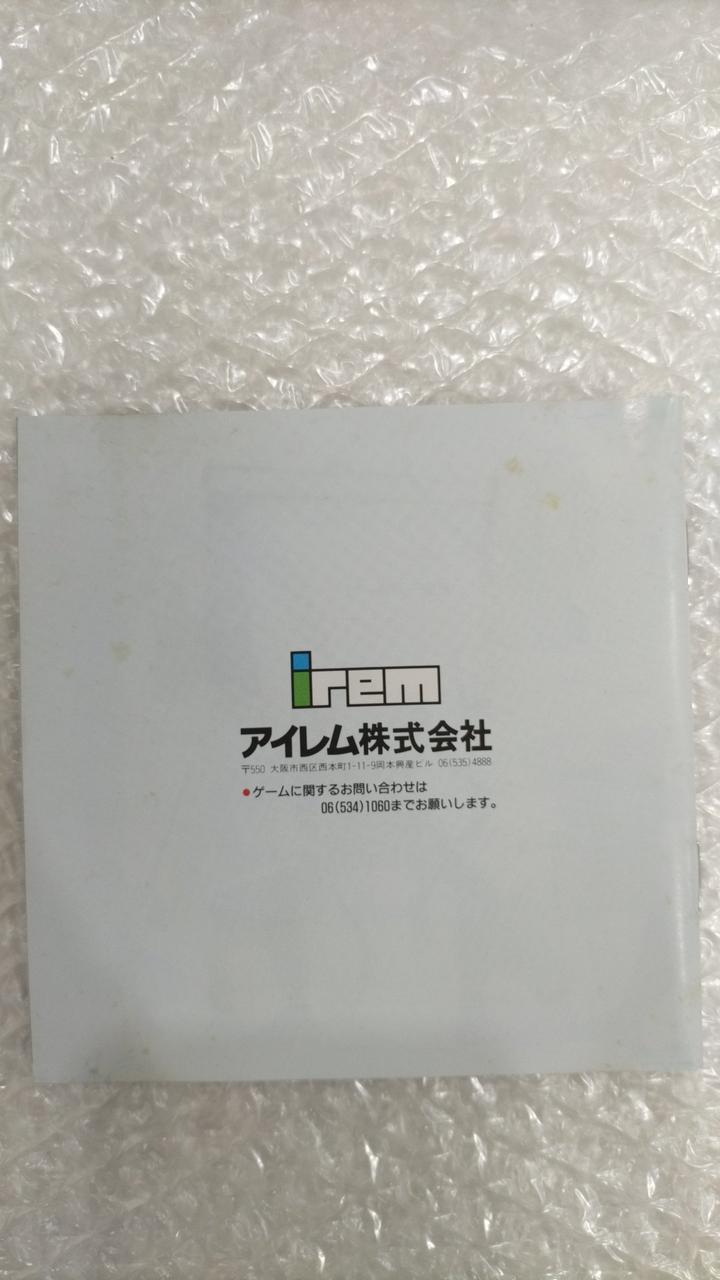 irem
アイレム株式会社
〒550 大阪市西区西本町1-11-9岡本興産ビル 06(535)4888
●ゲームに関するお問い合わせは
06(534)1060までお願いします。